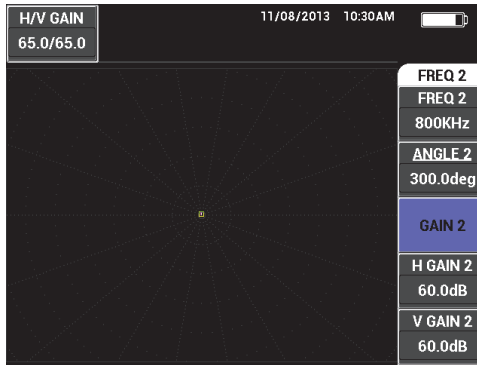 H/V GAIN
65.0/65.0
11/08/2013 10:30AM
FREQ 2
FREQ 2
800KHz
ANGLE 2
300.0deg
GAIN 2
H GAIN 2
60.0dB
V GAIN 2
60.0dB